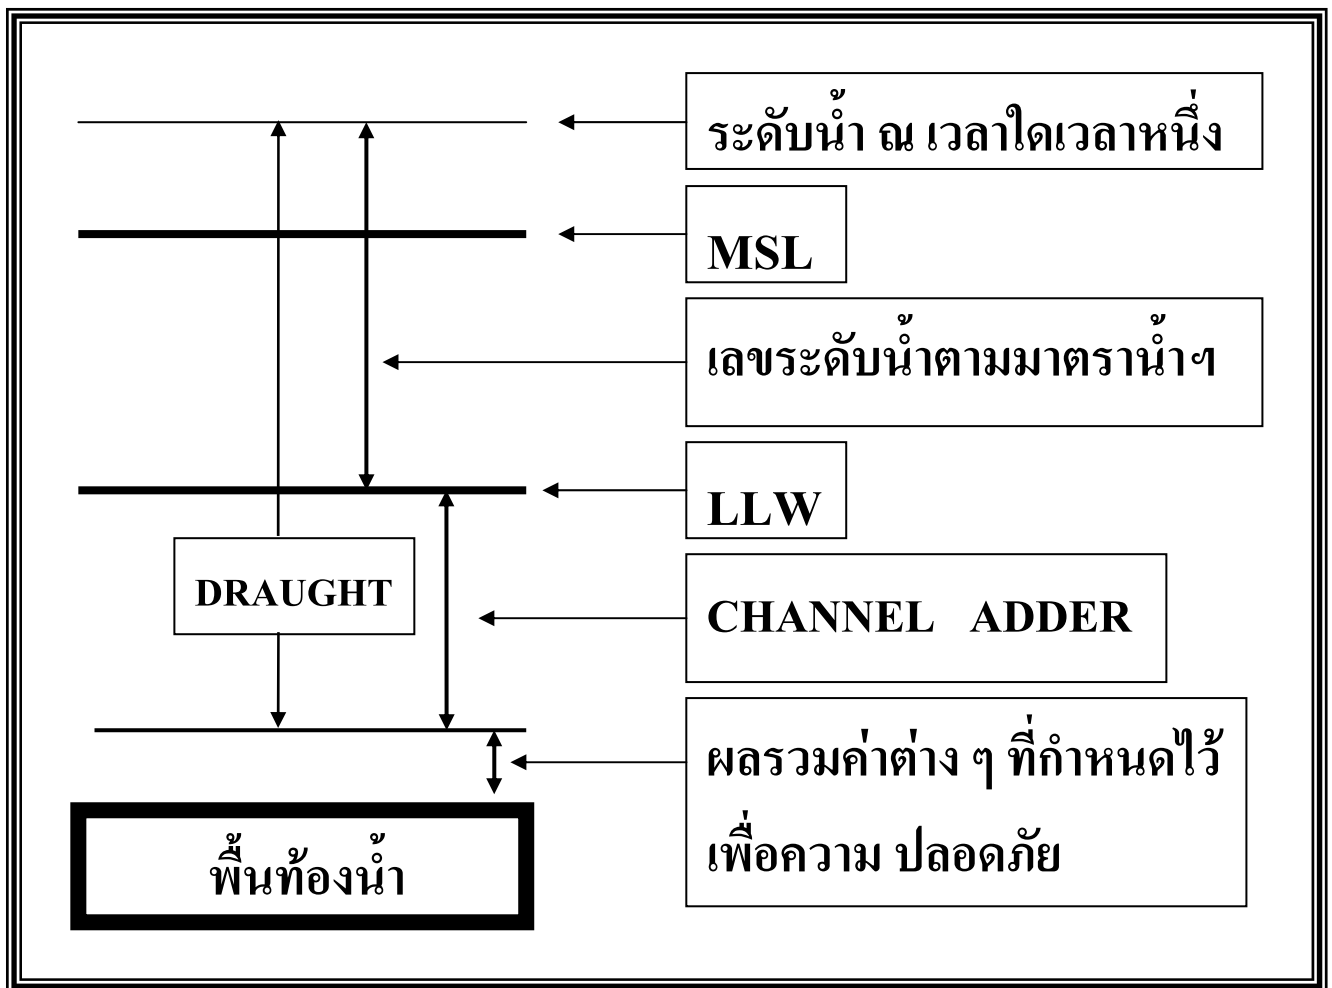 ระดับน้ำ ณ เวลาใดเวลาหนึ่ง
MSL
เลขระดับน้ำตามมาตราน้ำฯ
LLW
DRAUGHT
CHANNEL ADDER
ผลรวมค่าต่าง ๆ ที่กำหนดไว้
เพื่อความ ปลอดภัย
พื้นท้องน้ำ